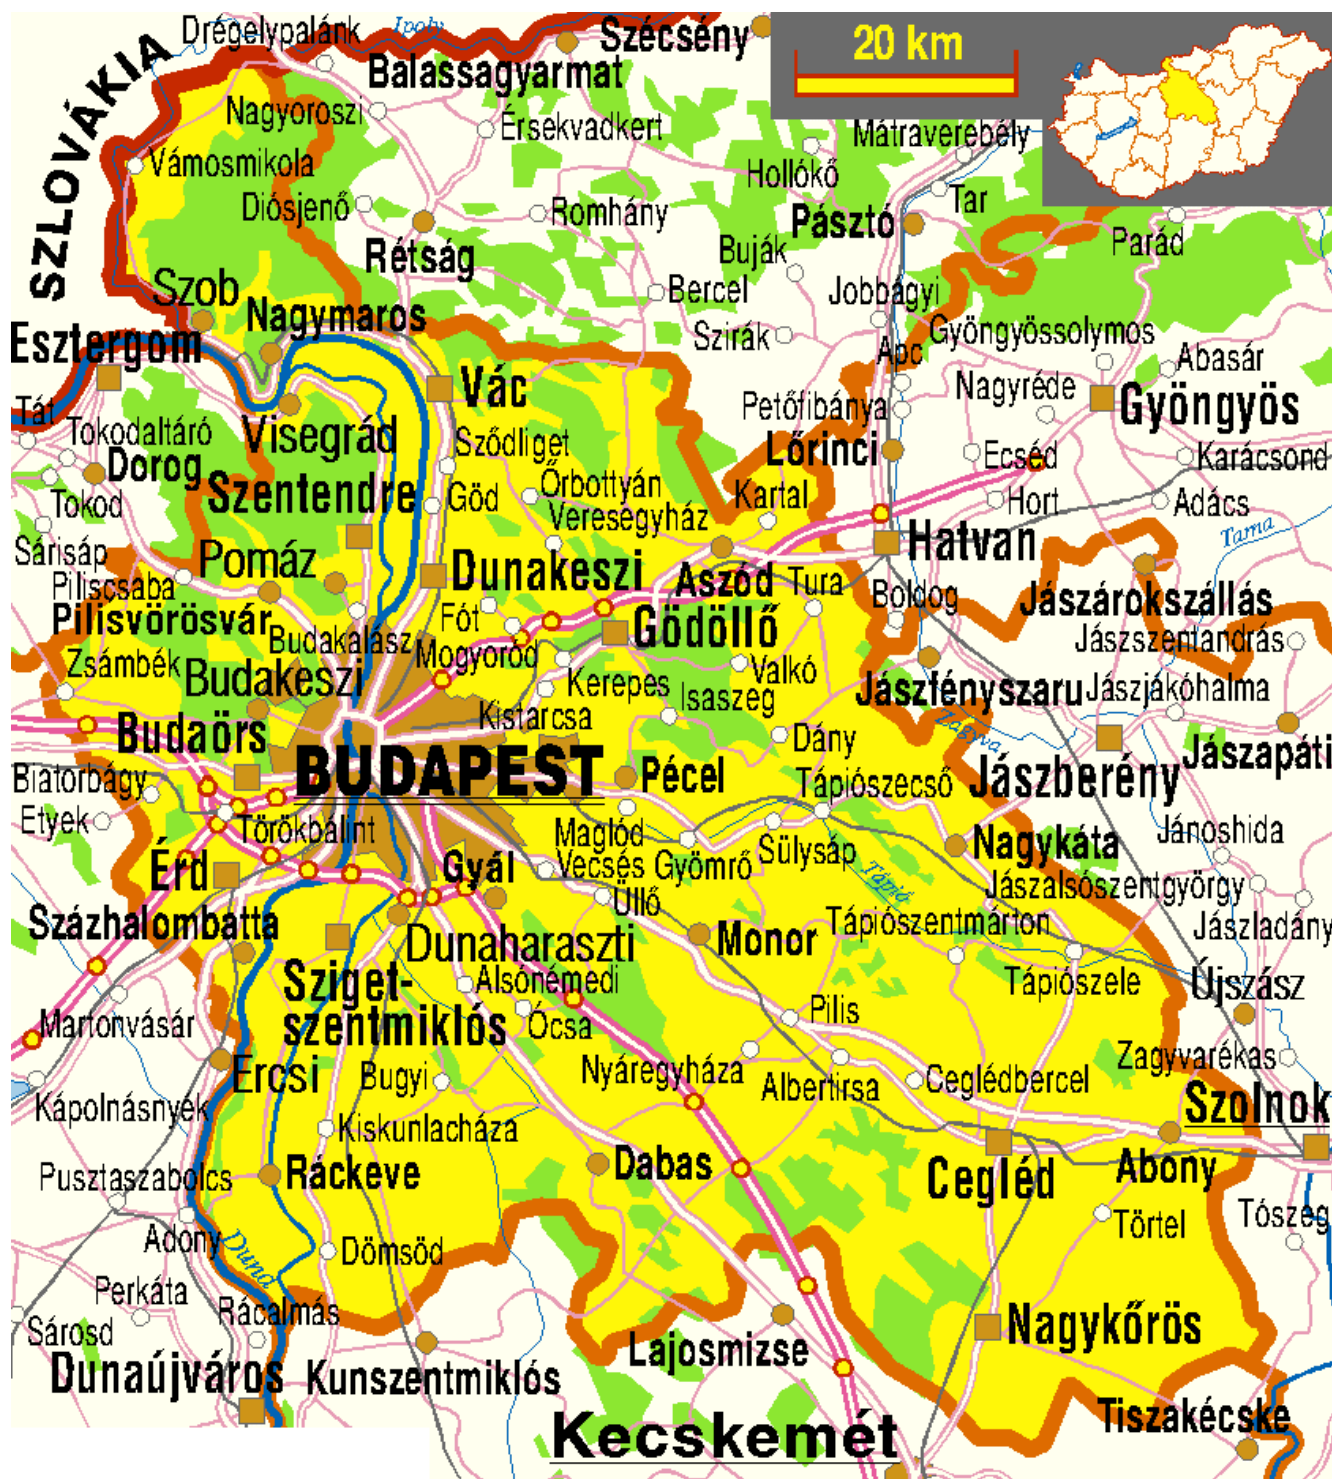 Drégelypalánk
Ipoly
Szécsény
20 km
SZLOVÁKIA
Balassagyarmat
Nagyoroszi
Érsekvadkert
Mátraverebély
Vámosmikola
Hollókő
Diósjenő
Romhány
Pásztó
Tar
Rétság
Buják
Parád
Szob
Bercel
Jobbágyi
Nagymaros
Szirák
Gyöngyössolymos
Esztergom
Apc
Abasár
Vác
Nagyréde
Gyöngyös
Tát
Tokodaltáró
Visegrád
Sződliget
Petőfibánya
Dorog
Lőrinci
Ecséd
Karácsond
Tokod
Szentendre
Göd
Őrbottyán
Kartal
Hort
Adács
Veresegyház
Sárisáp
Pomáz
Dunakeszi
Hatvan
Tarna
Piliscsaba
Aszód
Tura
Boldog
Jászárokszállás
Pilisvörösvár
Budakalász
Fót
Gödöllő
Jászszentandrás
Zsámbék
Budakeszi
Mogyoród
Kerepes
Isaszeg
Valkó
Jászfényszaru
Jászjákóhalma
Kistarcsa
Zagyva
Budaörs
Dány
Jászapáti
BUDAPEST
Pécel
Tápiószecső
Jászberény
Biatorbágy
Etyek
Törökbálint
Maglód
Gyömrő
Sülysáp
Nagykáta
Jánoshida
Érd
Gyál
Vecsés
Üllő
Tápió
Jászalsószentgyörgy
Százhalombatta
Dunaharaszti
Monor
Tápiószentmárton
Jászladány
Sziget-
szentmiklós
Alsónémedi
Tápiószele
Újszász
Martonvásár
Ócsa
Pilis
Ercsi
Bugyi
Nyáregyháza
Albertirsa
Ceglédbercel
Zagyvarékas
Kápolnásnyék
Kiskunlacháza
Szolnok
Pusztaszabolcs
Ráckeve
Dabas
Cegléd
Abony
Adony
Duna
Dömsöd
Törtel
Tószeg
Perkáta
Rácalmás
Sárosd
Lajosmizse
Nagykőrös
Dunaújváros
Kunszentmiklós
Kecskemét
Tiszakécske